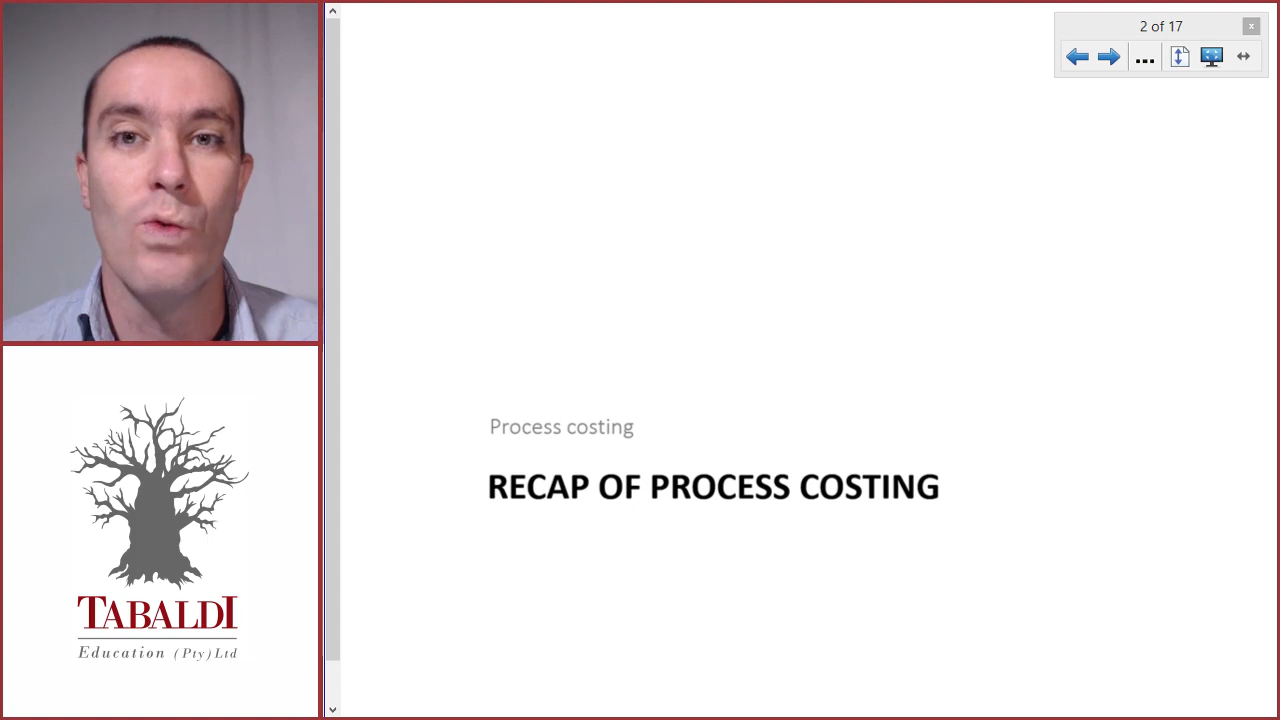 2 of 17
x
...
Process costing
RECAP OF PROCESS COSTING
TABALDI
Education (Pty) Ltd